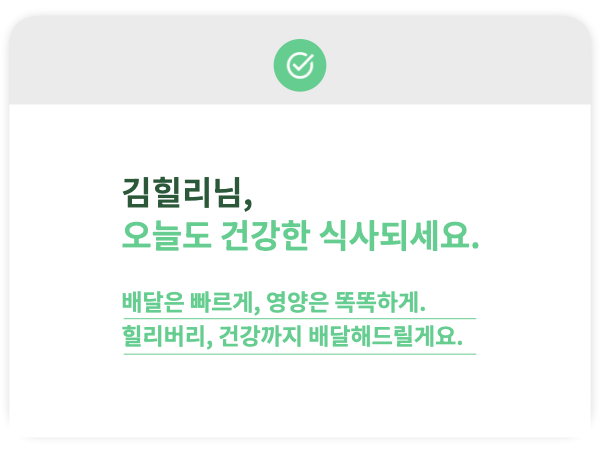 김힐리님,
오늘도 건강한 식사되세요.
배달은 빠르게, 영양은 똑똑하게.
힐리버리, 건강까지 배달해드릴게요.